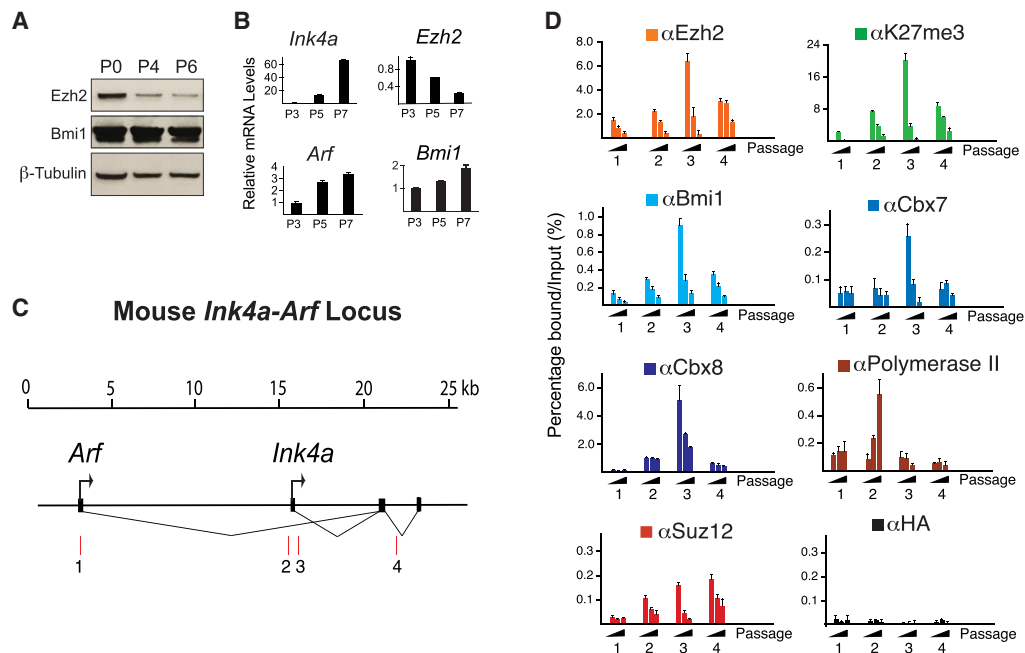 A
P0 P4 P6
Ezh2
Bmi1
β-Tubulin
B
Relative mRNA Levels
Ink4a
60
40
20
P3 P5 P7
Ezh2
0.8
0.4
P3 P5 P7
Arf
4
3
2
1
P3 P5 P7
Bmi1
2
1
P3 P5 P7
C
Mouse Ink4a-Arf Locus
0 5 10 15 20 25 kb
Arf Ink4a
1 2 3 4
D
Percentage bound/Input (%)
αEzh2
8.0
6.0
4.0
2.0
1 2 3 4 Passage
αK27me3
24
16
8
1 2 3 4 Passage
αBmi1
1.0
0.8
0.6
0.4
0.2
1 2 3 4 Passage
αCbx7
0.3
0.2
0.1
1 2 3 4 Passage
αCbx8
6.0
4.0
2.0
1 2 3 4 Passage
αPolymerase II
0.6
0.4
0.2
1 2 3 4 Passage
αSuz12
0.3
0.2
0.1
1 2 3 4 Passage
αHA
0.3
0.2
0.1
1 2 3 4 Passage